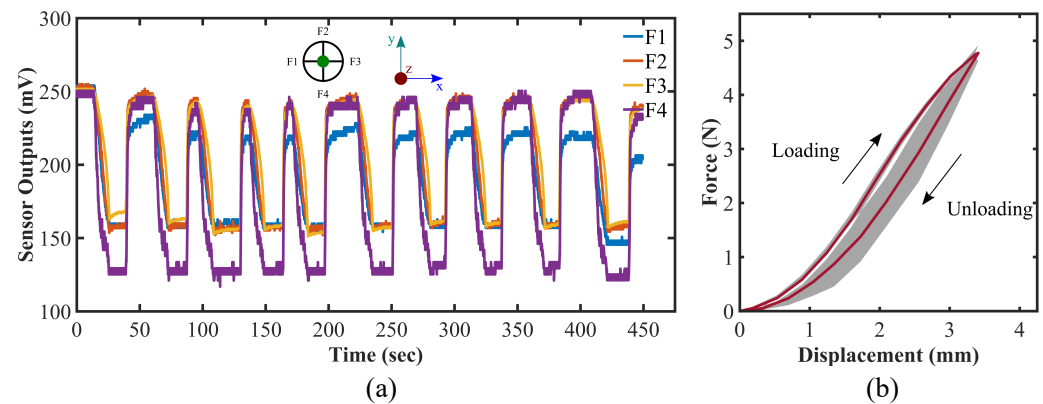 300
250
200
150
100
Sensor Outputs (mV)
0
50
100
150
200
250
300
350
400
450
Time (sec)
F2
F1
F3
F4
y
z
x
F1
F2
F3
F4
(a)
5
4
3
2
1
0
Force (N)
Loading
Unloading
0
1
2
3
4
Displacement (mm)
(b)